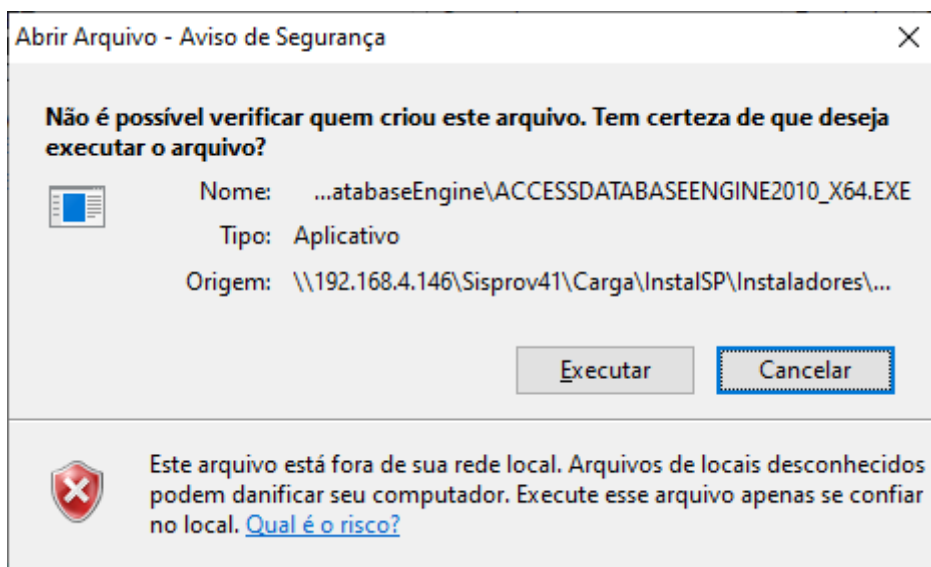 Abrir Arquivo - Aviso de Segurança
Não é possível verificar quem criou este arquivo. Tem certeza de que deseja
executar o arquivo?
Nome: ...atabaseEngine\ACCESSDATABASEENGINE2010_X64.EXE
Tipo: Aplicativo
Origem: \\192.168.4.146\Sisprov41\Carga\InstalSP\Instaladores\...
Executar Cancelar
Este arquivo está fora de sua rede local. Arquivos de locais desconhecidos
podem danificar seu computador. Execute esse arquivo apenas se confiar
no local. Qual é o risco?